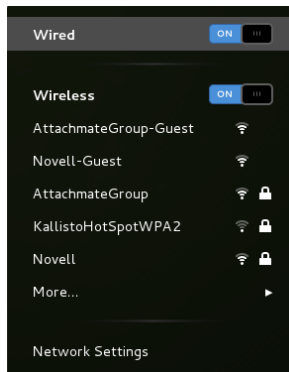 Wired ON
Wireless ON
AttachmateGroup-Guest
Novell-Guest
AttachmateGroup
KallistoHotSpotWPA2
Novell
More...
Network Settings